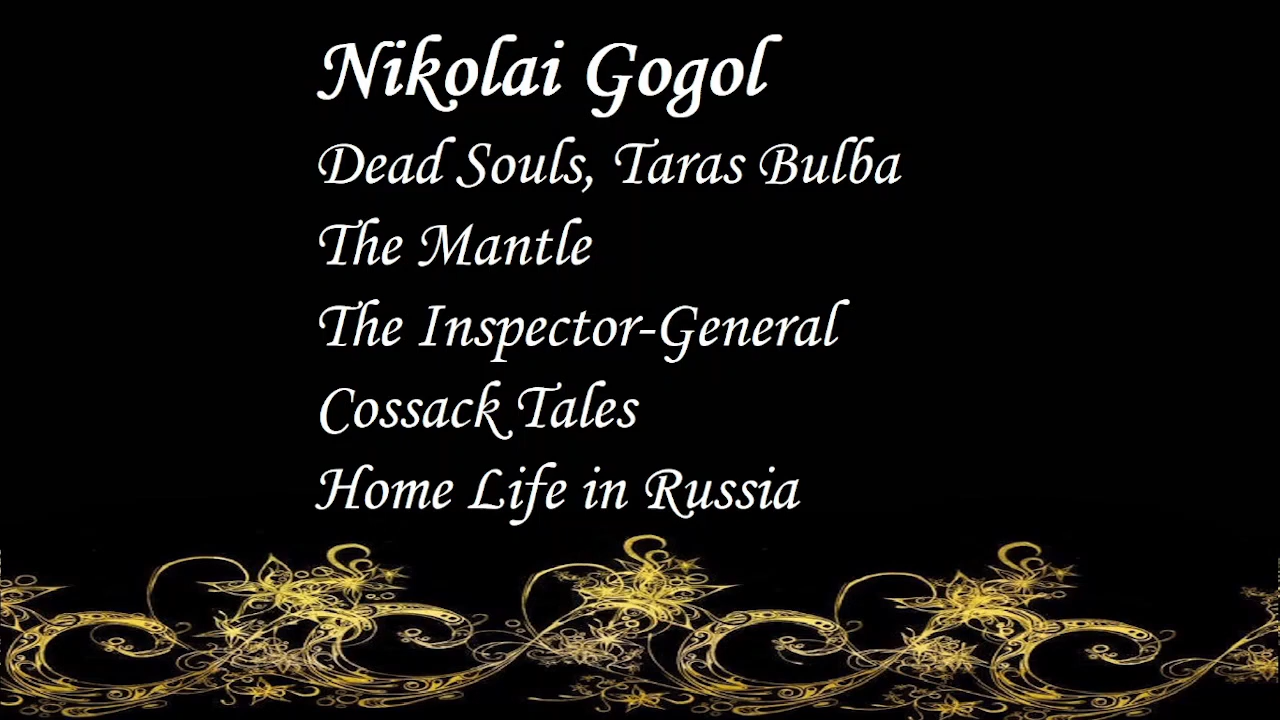 Nikolai Gogol
Dead Souls, Taras Bulba
The Mantle
The Inspector-General
Cossack Tales
Home Life in Russia